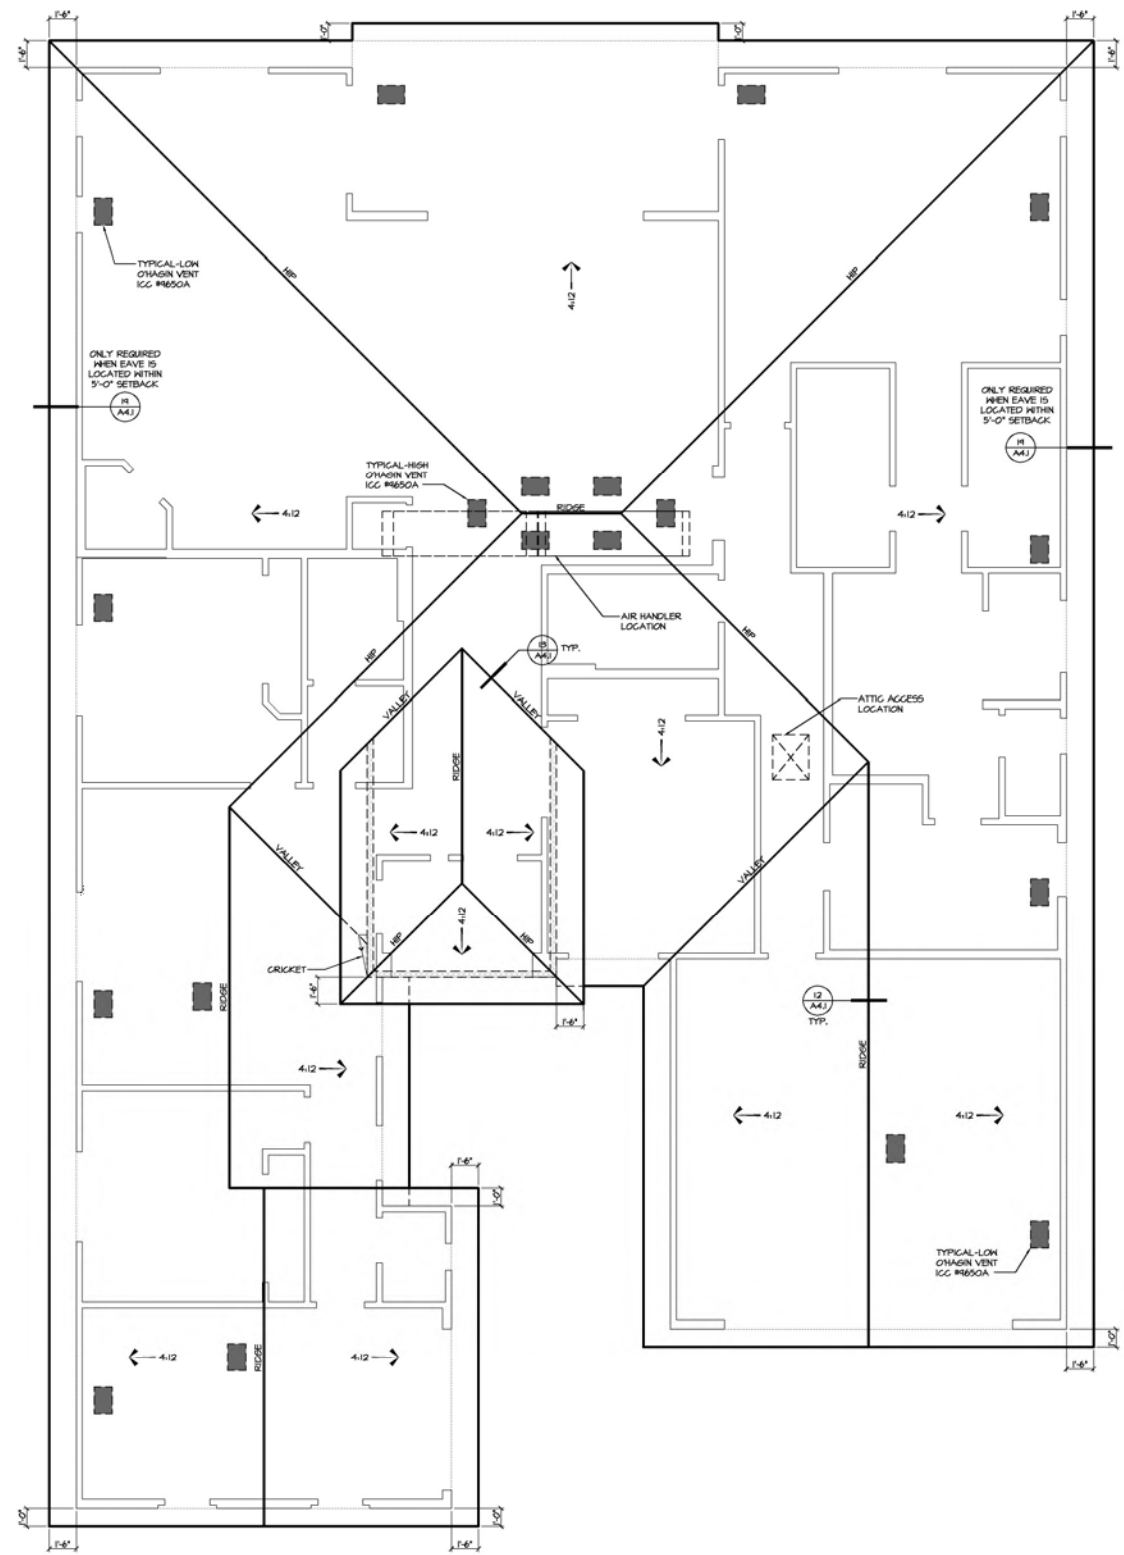 1'-6"
1'-0"
1'-0"
1'-6"
1'-6"
1'-6"
TYPICAL-LOW
O'HAGIN VENT
ICC #9650A
HIP
HIP
4:12
ONLY REQUIRED
WHEN EAVE IS
LOCATED WITHIN
5'-0" SETBACK
19
A4.1
ONLY REQUIRED
WHEN EAVE IS
LOCATED WITHIN
5'-0" SETBACK
19
A4.1
TYPICAL-HIGH
O'HAGIN VENT
ICC #9650A
RIDGE
4:12
4:12
AIR HANDLER
LOCATION
HIP
HIP
A4.1
TYP.
VALLEY
VALLEY
ATTIC ACCESS
LOCATION
4:12
RIDGE
4:12
4:12
VALLEY
VALLEY
4:12
HIP
HIP
CRICKET
1'-6"
1'-6"
RIDGE
12
A4.1
TYP.
RIDGE
4:12
4:12
4:12
1'-6"
1'-0"
TYPICAL-LOW
O'HAGIN VENT
ICC #9650A
4:12
RIDGE
4:12
1'-0"
1'-6"
1'-0"
1'-0"
1'-6"
1'-6"